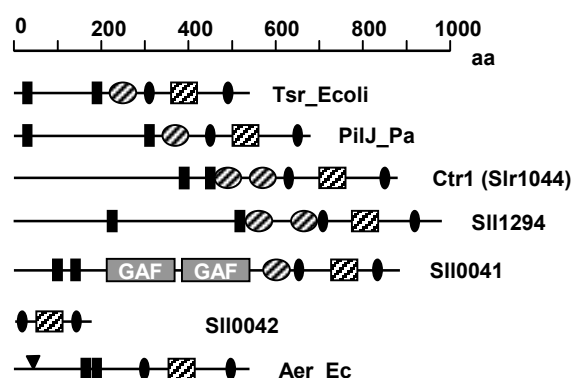 0 200 400 600 800 1000
aa
Tsr_Ecoli
PilJ_Pa
Ctr1 (Slr1044)
Sll1294
GAF GAF Sll0041
Sll0042
Aer_Ec